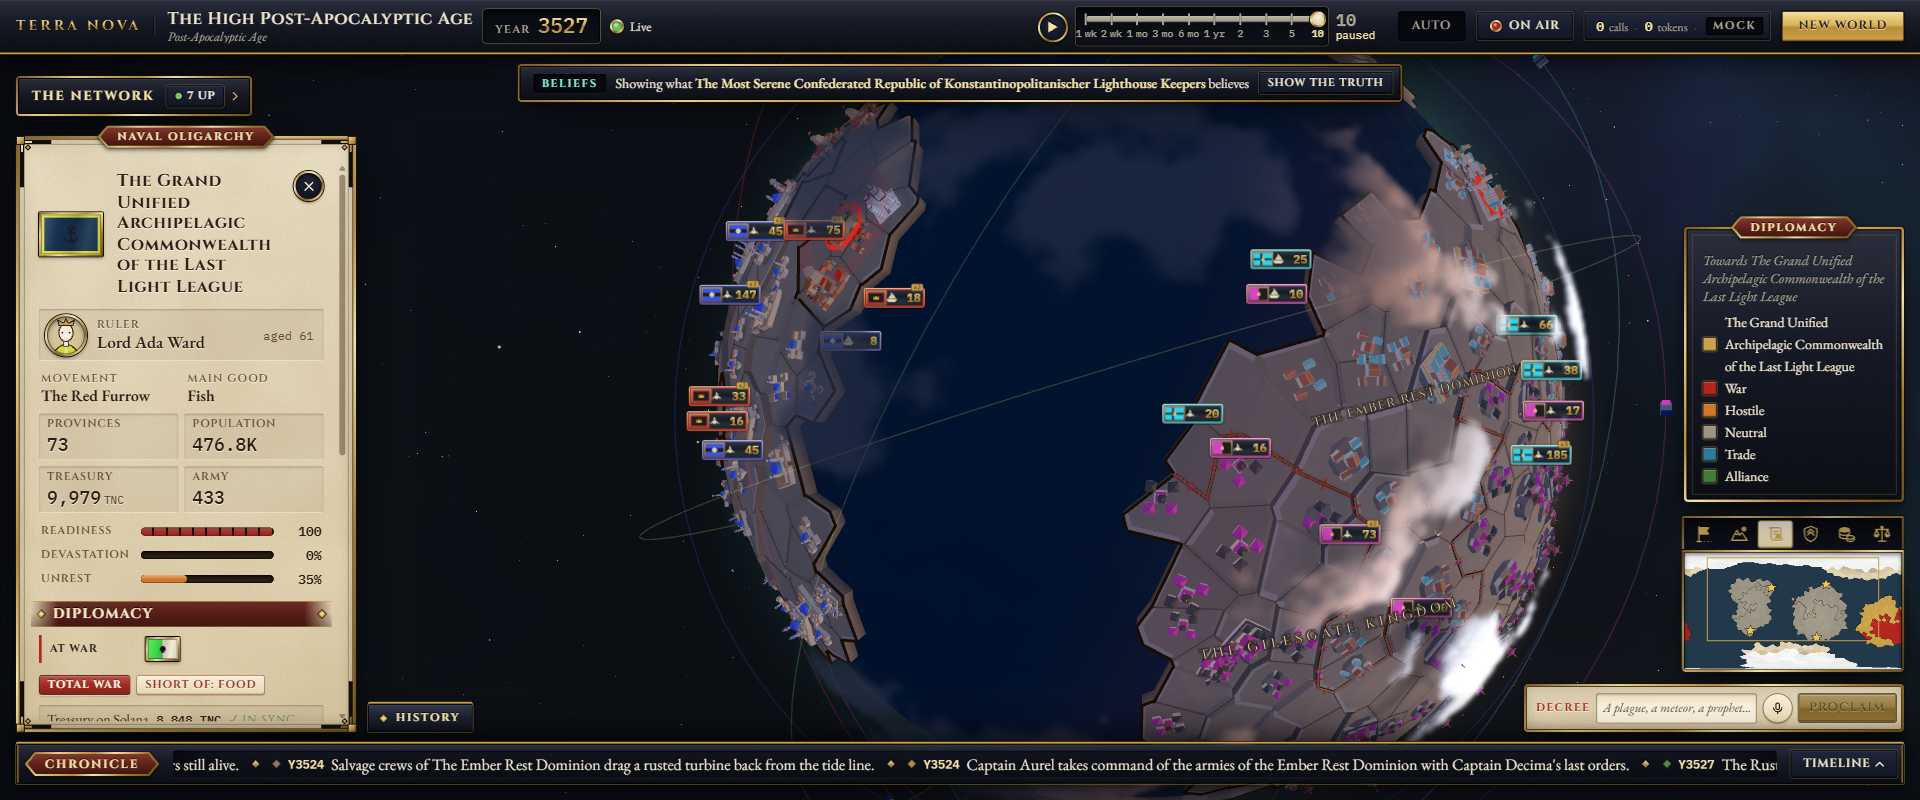 TERRA NOVA
THE HIGH POST-APOCALYPTIC AGE
Post-Apocalyptic Age
YEAR 3527
Live
1 wk 2 wk 1 mo 3 mo 6 mo 1 yr 2 3 5 10
10
paused
AUTO
ON AIR
0 calls · 0 tokens · MOCK
NEW WORLD
THE NETWORK
7 UP
BELIEFS
Showing what The Most Serene Confederated Republic of Konstantinopolitanischer Lighthouse Keepers believes
SHOW THE TRUTH
NAVAL OLIGARCHY
THE GRAND
UNIFIED
ARCHIPELAGIC
COMMONWEALTH
OF THE LAST
LIGHT LEAGUE
RULER
Lord Ada Ward
aged 61
MOVEMENT
The Red Furrow
MAIN GOOD
Fish
PROVINCES
73
POPULATION
476.8K
TREASURY
9,979 TNC
ARMY
433
READINESS 100
DEVASTATION 0%
UNREST 35%
DIPLOMACY
AT WAR
TOTAL WAR
SHORT OF: FOOD
Treasury on Solana 8,848 TNC ✓ IN SYNC
HISTORY
45
75
147
18
8
33
16
45
25
10
66
38
20
17
16
185
73
THE EMBER REST DOMINION
THE GILESGATE KINGDOM
DIPLOMACY
Towards The Grand Unified
Archipelagic Commonwealth of the
Last Light League
The Grand Unified
Archipelagic Commonwealth
of the Last Light League
War
Hostile
Neutral
Trade
Alliance
DECREE
A plague, a meteor, a prophet...
PROCLAIM
CHRONICLE
s still alive.
Y3524 Salvage crews of The Ember Rest Dominion drag a rusted turbine back from the tide line.
Y3524 Captain Aurel takes command of the armies of the Ember Rest Dominion with Captain Decima's last orders.
Y3527 The Rus
TIMELINE